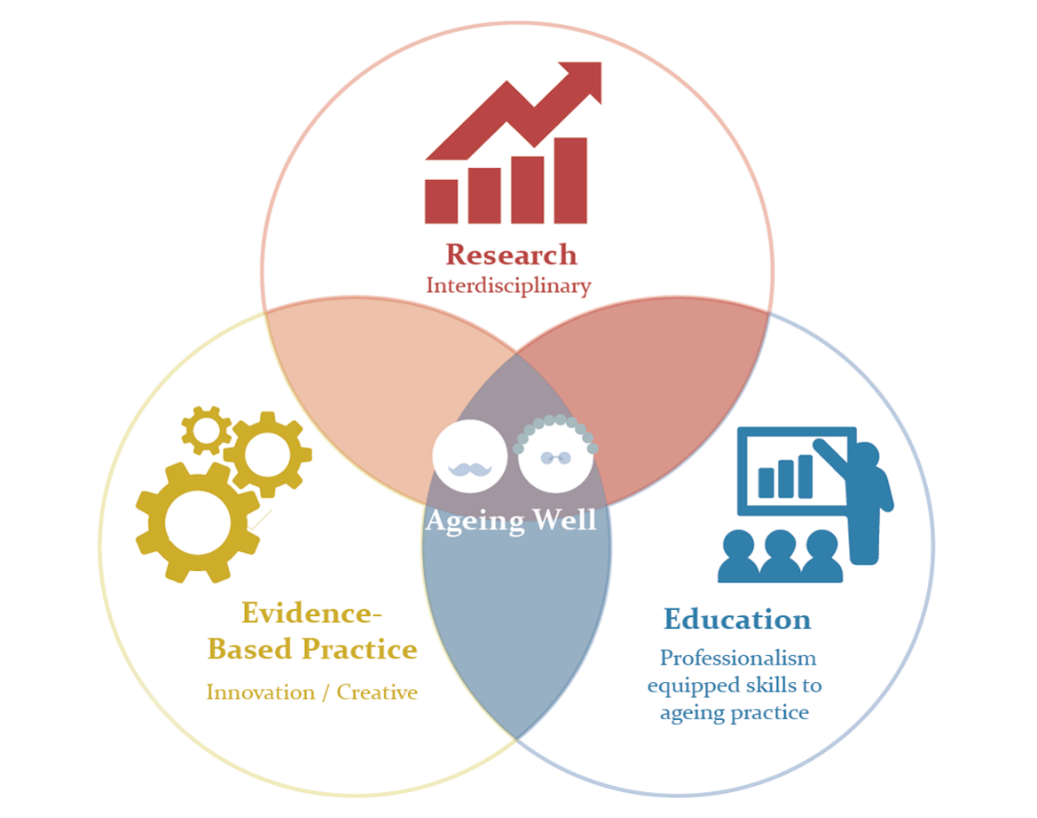 Research
Interdisciplinary
Ageing Well
Evidence-
Based Practice
Innovation / Creative
Education
Professionalism
equipped skills to
ageing practice